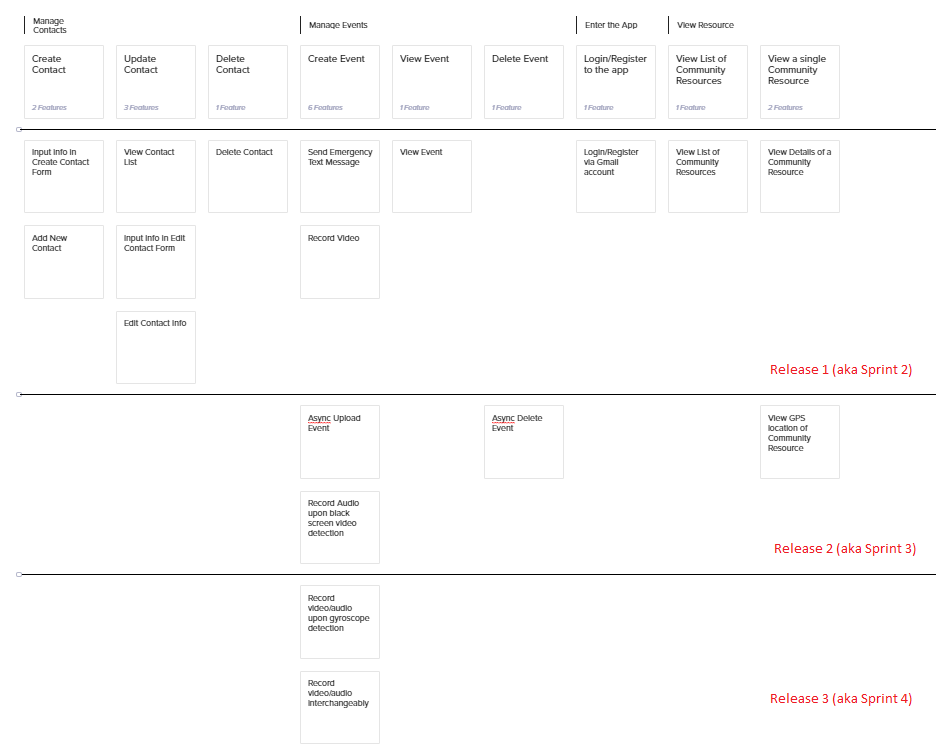 Manage
Contacts
Manage Events
Enter the App
View Resource
Create
Contact
2 Features
Update
Contact
3 Features
Delete
Contact
1 Feature
Create Event
6 Features
View Event
1 Feature
Delete Event
1 Feature
Login/Register
to the app
1 Feature
View List of
Community
Resources
1 Feature
View a single
Community
Resource
2 Features
Input info in
Create Contact
Form
View Contact
List
Delete Contact
Send Emergency
Text Message
View Event
Login/Register
via Gmail
account
View List of
Community
Resources
View Details of a
Community
Resource
Add New
Contact
Input info in Edit
Contact Form
Record Video
Edit Contact info
Release 1 (aka Sprint 2)
Async Upload
Event
Async Delete
Event
View GPS
location of
Community
Resource
Record Audio
upon black
screen video
detection
Release 2 (aka Sprint 3)
Record
video/audio
upon gyroscope
detection
Record
video/audio
interchangeably
Release 3 (aka Sprint 4)